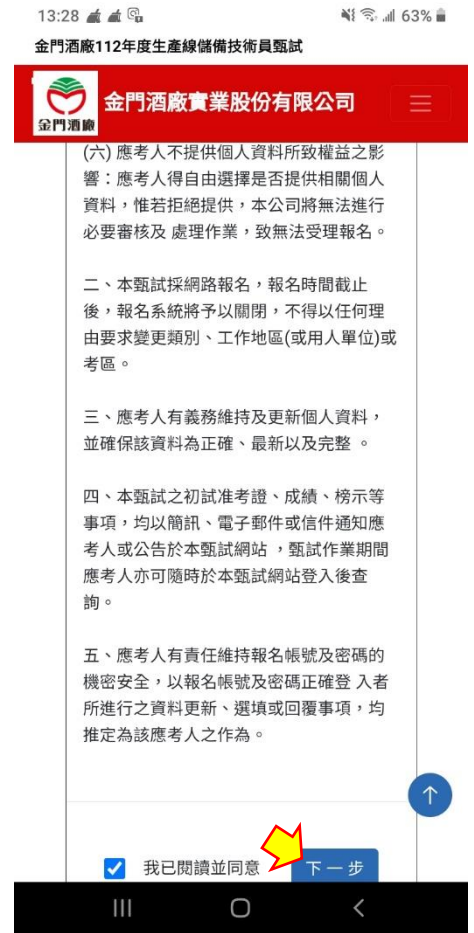 13:28
63%
金門酒廠112年度生產線儲備技術員甄試
金門酒廠
金門酒廠實業股份有限公司
(六) 應考人不提供個人資料所致權益之影
響：應考人得自由選擇是否提供相關個人
資料，惟若拒絕提供，本公司將無法進行
必要審核及 處理作業，致無法受理報名。
二、本甄試採網路報名，報名時間截止
後，報名系統將予以關閉，不得以任何理
由要求變更類別、工作地區(或用人單位)或
考區。
三、應考人有義務維持及更新個人資料，
並確保該資料為正確、最新以及完整 。
四、本甄試之初試准考證、成績、榜示等
事項，均以簡訊、電子郵件或信件通知應
考人或公告於本甄試網站 ，甄試作業期間
應考人亦可隨時於本甄試網站登入後查
詢。
五、應考人有責任維持報名帳號及密碼的
機密安全，以報名帳號及密碼正確登 入者
所進行之資料更新、選填或回覆事項，均
推定為該應考人之作為。
我已閱讀並同意
下一步